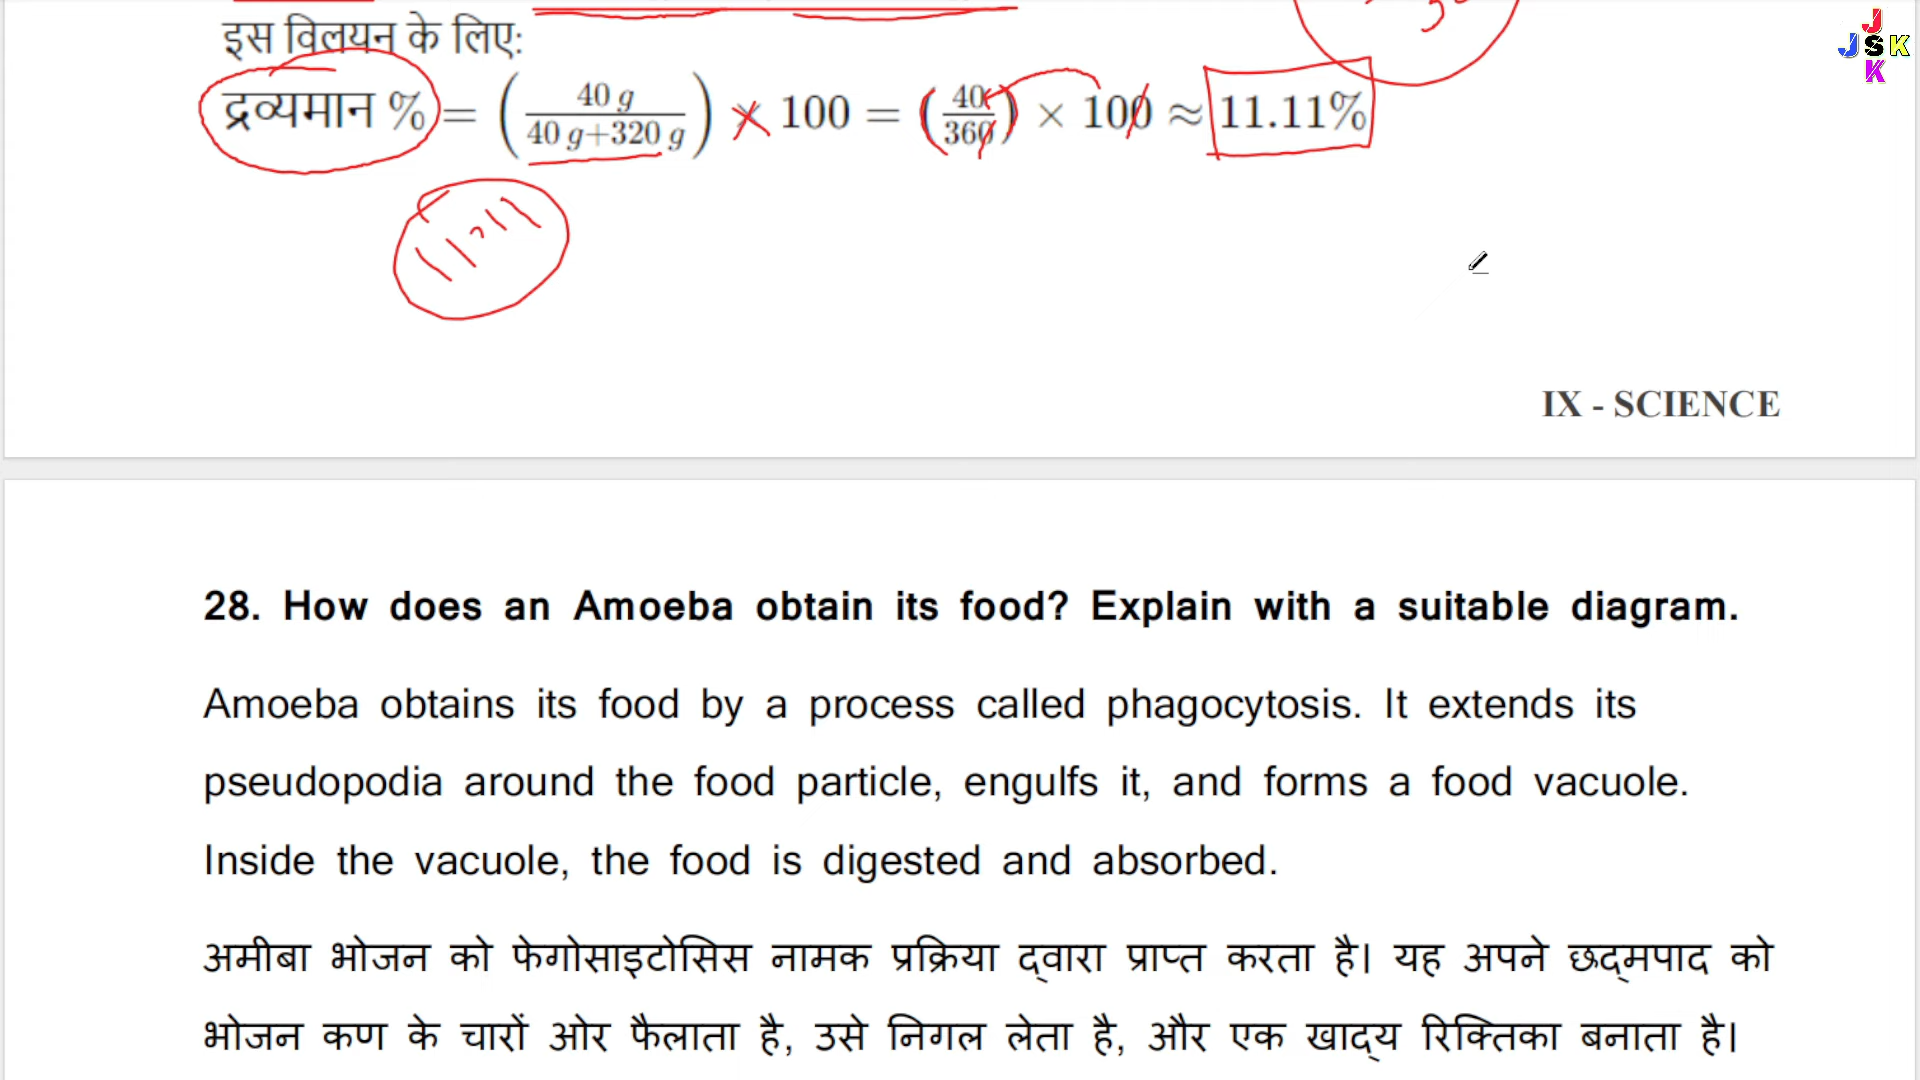 इस विलयन के लिए:
द्रव्यमान % = (40 g / 40 g+320 g) × 100 = (40/360) × 100 ≈ 11.11%
11.11
IX - SCIENCE
28. How does an Amoeba obtain its food? Explain with a suitable diagram.
Amoeba obtains its food by a process called phagocytosis. It extends its
pseudopodia around the food particle, engulfs it, and forms a food vacuole.
Inside the vacuole, the food is digested and absorbed.
अमीबा भोजन को फेगोसाइटोसिस नामक प्रक्रिया द्वारा प्राप्त करता है। यह अपने छद्मपाद को
भोजन कण के चारों ओर फैलाता है, उसे निगल लेता है, और एक खाद्य रिक्तिका बनाता है।
J
JSK
K